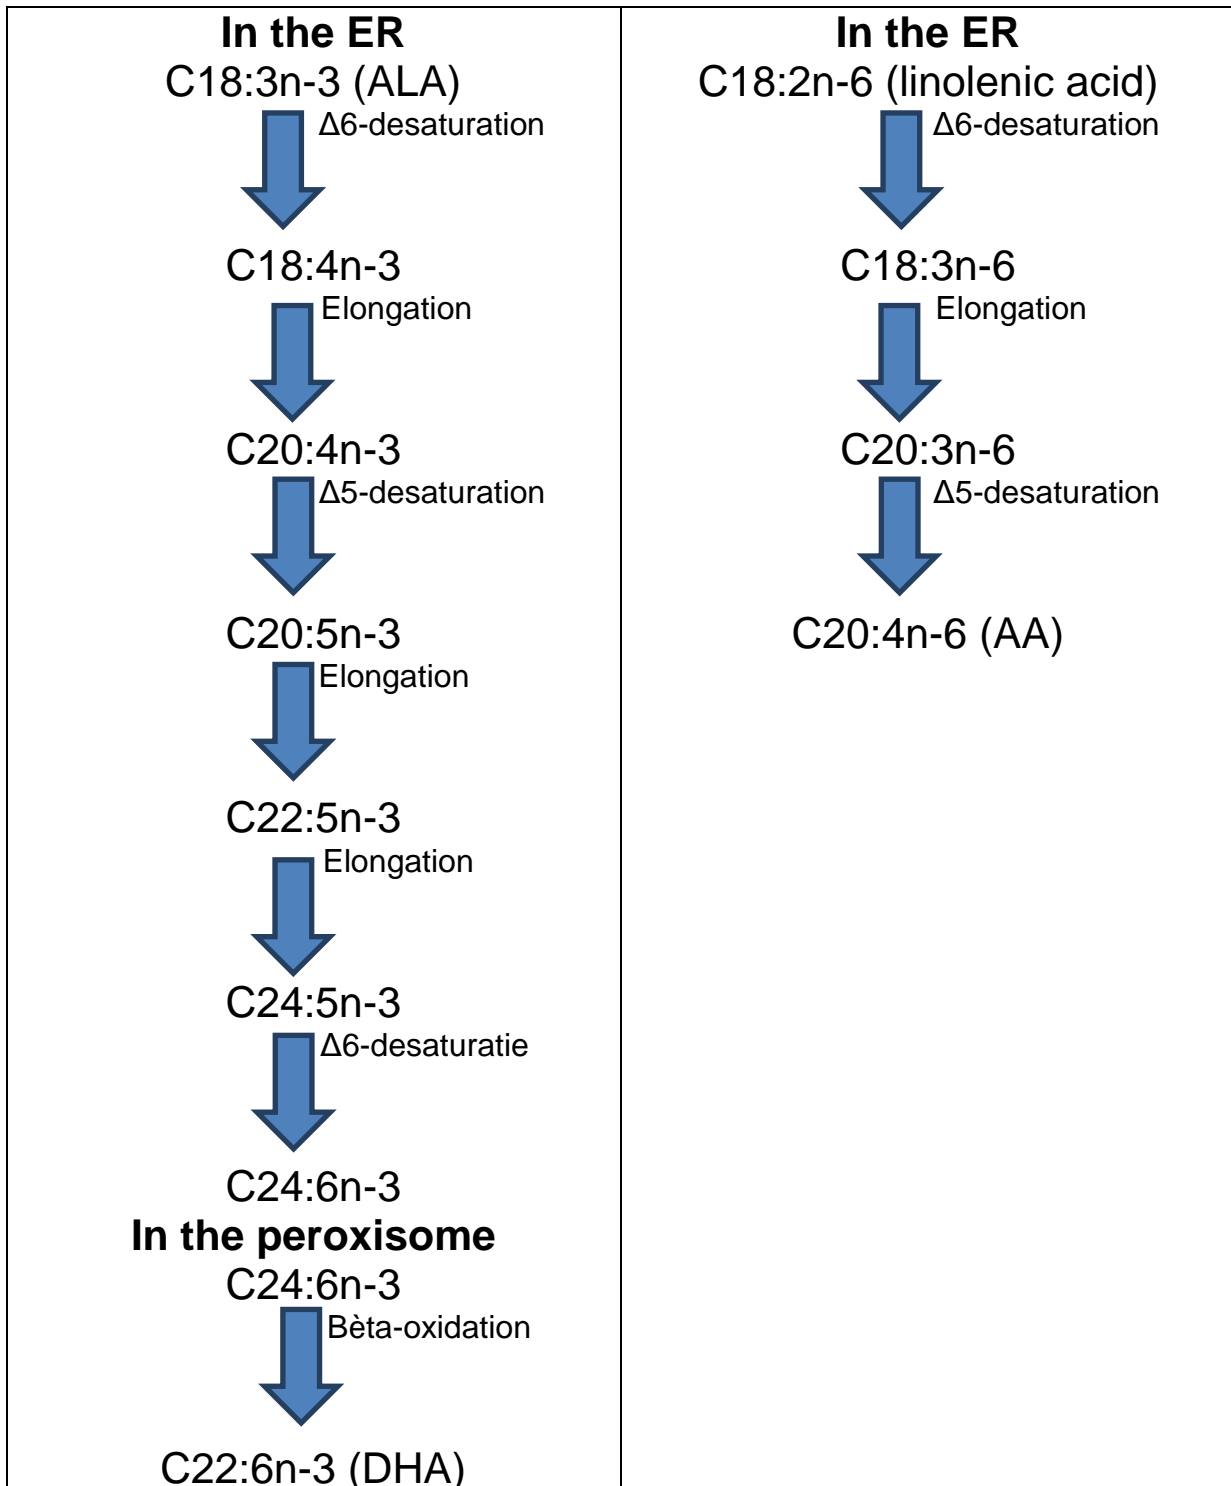 In the ER
C18:3n-3 (ALA)
Δ6-desaturation
C18:4n-3
Elongation
C20:4n-3
Δ5-desaturation
C20:5n-3
Elongation
C22:5n-3
Elongation
C24:5n-3
Δ6-desaturatie
C24:6n-3
In the peroxisome
C24:6n-3
Bèta-oxidation
C22:6n-3 (DHA)
In the ER
C18:2n-6 (linolenic acid)
Δ6-desaturation
C18:3n-6
Elongation
C20:3n-6
Δ5-desaturation
C20:4n-6 (AA)